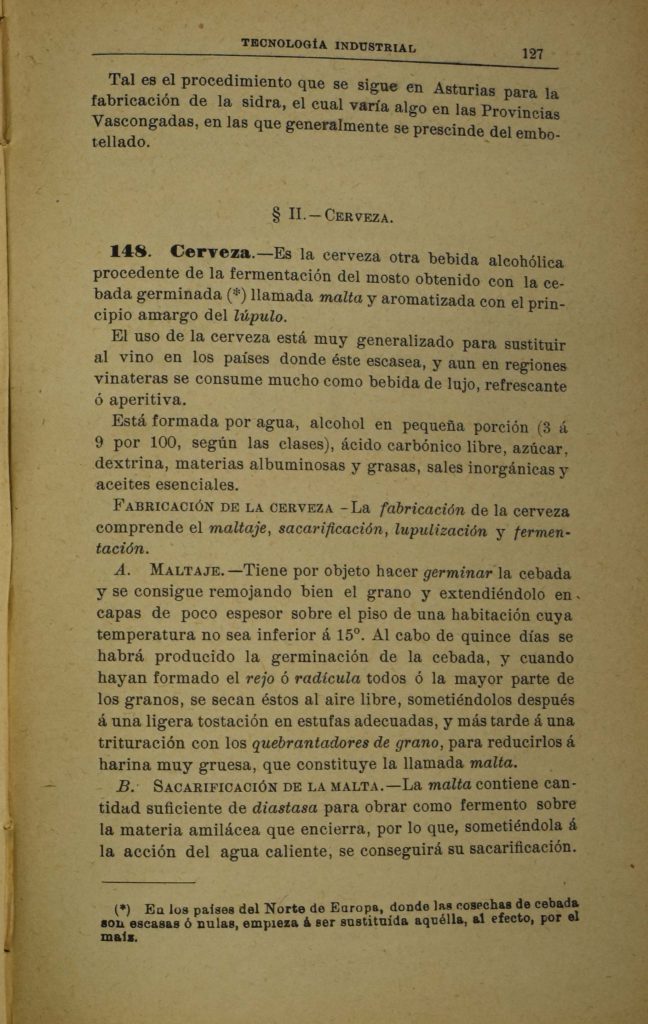 TECNOLOGÍA INDUSTRIAL 127
Tal es el procedimiento que se sigue en Asturias para la
fabricación de la sidra, el cual varía algo en las Provincias
Vascongadas, en las que generalmente se prescinde del embo-
tellado.
§ II.—CERVEZA.
148. Cerveza.—Es la cerveza otra bebida alcohólica
procedente de la fermentación del mosto obtenido con la ce-
bada germinada (*) llamada malta y aromatizada con el prin-
cipio amargo del lúpulo.
El uso de la cerveza está muy generalizado para sustituir
al vino en los países donde éste escasea, y aun en regiones
vinateras se consume mucho como bebida de lujo, refrescante
ó aperitiva.
Está formada por agua, alcohol en pequeña porción (3 á
9 por 100, según las clases), ácido carbónico libre, azúcar,
dextrina, materias albuminosas y grasas, sales inorgánicas y
aceites esenciales.
FABRICACIÓN DE LA CERVEZA -La fabricación de la cerveza
comprende el maltaje, sacarificación, lupulización y fermen-
tación.
A. MALTAJE.—Tiene por objeto hacer germinar la cebada
y se consigue remojando bien el grano y extendiéndolo en
capas de poco espesor sobre el piso de una habitación cuya
temperatura no sea inferior á 15°. Al cabo de quince días se
habrá producido la germinación de la cebada, y cuando
hayan formado el rejo ó radícula todos ó la mayor parte de
los granos, se secan éstos al aire libre, sometiéndolos después
á una ligera tostación en estufas adecuadas, y más tarde á una
trituración con los quebrantadores de grano, para reducirlos á
harina muy gruesa, que constituye la llamada malta.
B. SACARIFICACIÓN DE LA MALTA.—La malta contiene can-
tidad suficiente de diastasa para obrar como fermento sobre
la materia amilácea que encierra, por lo que, sometiéndola á
la acción del agua caliente, se conseguirá su sacarificación.
(*) En los países del Norte de Europa, donde las cosechas de cebada
son escasas ó nulas, empieza á ser sustituída aquélla, al efecto, por el
maíz.